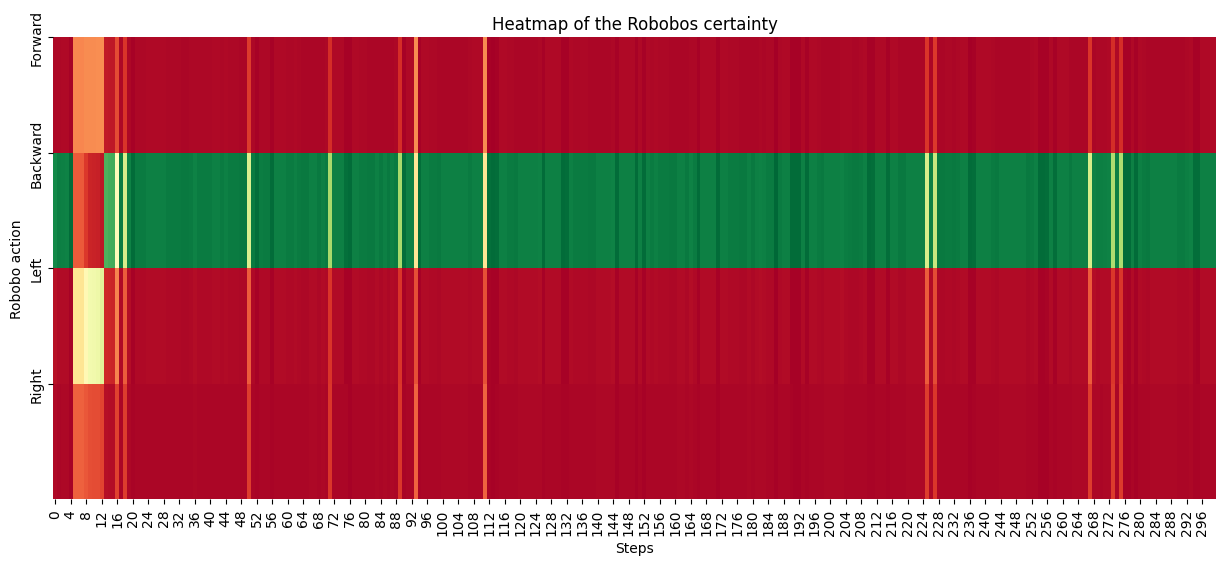 Heatmap of the Robobos certainty
Forward
Backward
Left
Right
Robobo action
0 4 8 12 16 20 24 28 32 36 40 44 48 52 56 60 64 68 72 76 80 84 88 92 96 100 104 108 112 116 120 124 128 132 136 140 144 148 152 156 160 164 168 172 176 180 184 188 192 196 200 204 208 212 216 220 224 228 232 236 240 244 248 252 256 260 264 268 272 276 280 284 288 292 296
Steps